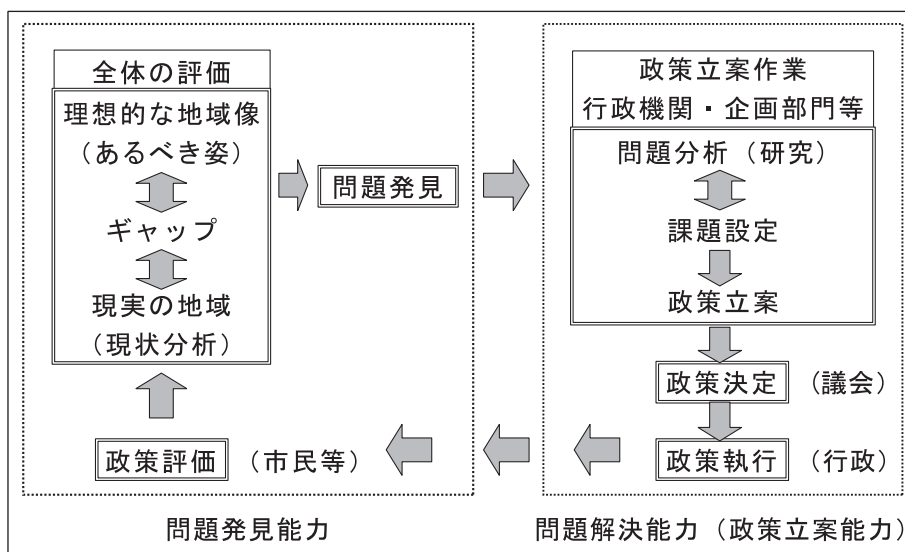 全体の評価
理想的な地域像
（あるべき姿）
ギャップ
現実の地域
（現状分析）
問題発見
政策評価（市民等）
問題発見能力
政策立案作業
行政機関・企画部門等
問題分析（研究）
課題設定
政策立案
政策決定（議会）
政策執行（行政）
問題解決能力（政策立案能力）